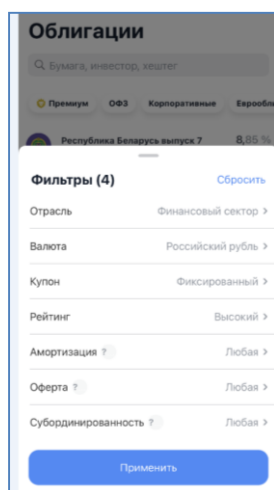 Облигации
Бумага, инвестор, хештег
Премиум ОФЗ Корпоративные Евробли
Республика Беларусь выпуск 7 8,85 %
Фильтры (4) Сбросить
Отрасль Финансовый сектор >
Валюта Российский рубль >
Купон Фиксированный >
Рейтинг Высокий >
Амортизация ? Любая >
Оферта ? Любая >
Субординированность ? Любая >
Применить